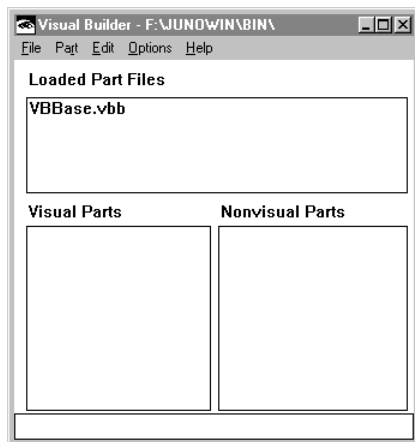 Visual Builder - F:\JUNOWIN\BIN\
File Part Edit Options Help
Loaded Part Files
VBBase.vbb
Visual Parts Nonvisual Parts